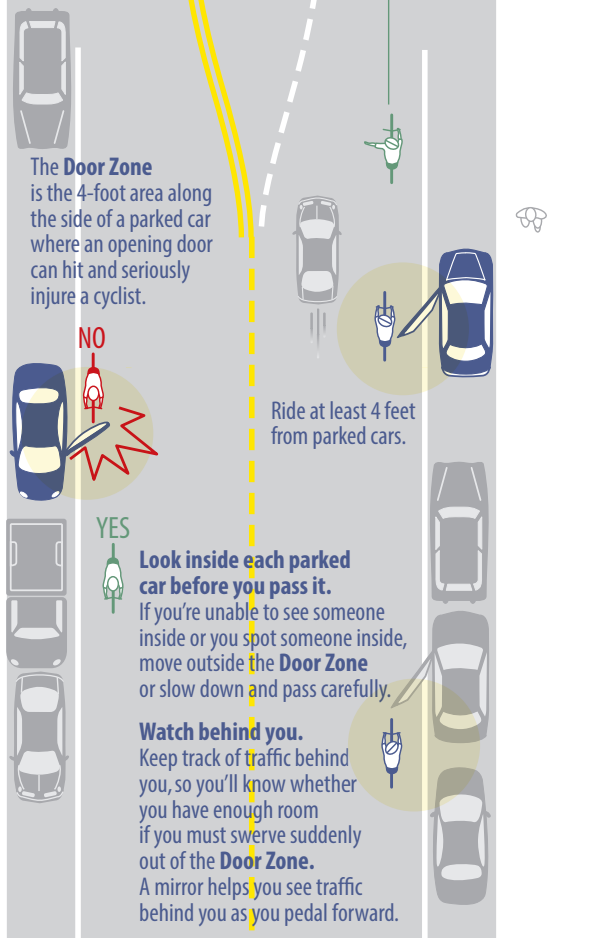 The Door Zone
is the 4-foot area along
the side of a parked car
where an opening door
can hit and seriously
injure a cyclist.
NO
Ride at least 4 feet
from parked cars.
YES
Look inside each parked
car before you pass it.
If you’re unable to see someone
inside or you spot someone inside,
move outside the Door Zone
or slow down and pass carefully.
Watch behind you.
Keep track of traffic behind
you, so you’ll know whether
you have enough room
if you must swerve suddenly
out of the Door Zone.
A mirror helps you see traffic
behind you as you pedal forward.